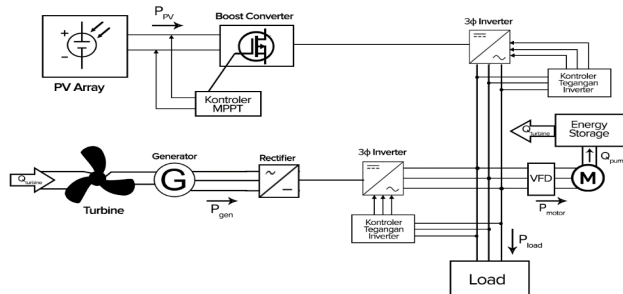 P_PV
Boost Converter
3ϕ Inverter
+
−
PV Array
Kontroler
MPPT
Kontroler
Tegangan
Inverter
Energy
Storage
Q_turbine
Q_pump
Generator
Rectifier
3ϕ Inverter
Q_turbine
G
~
−
VFD
M
Turbine
P_gen
P_motor
Kontroler
Tegangan
Inverter
P_load
Load